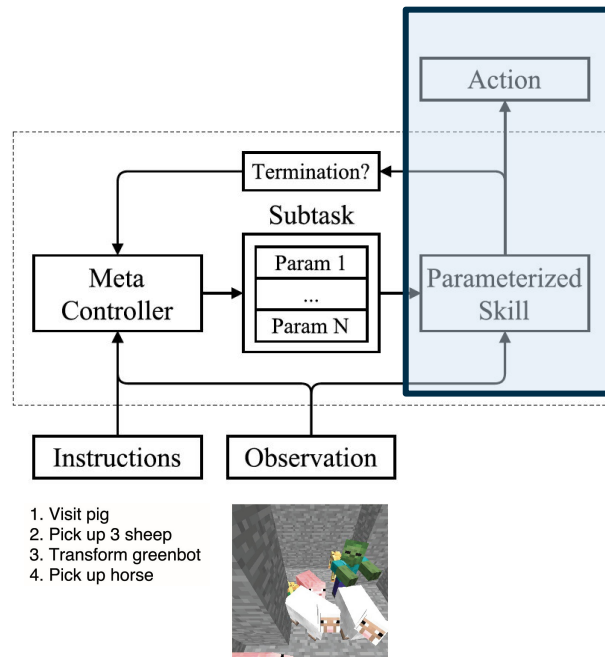 Action
Termination?
Subtask
Meta
Controller
Param 1
...
Param N
Parameterized
Skill
Instructions
Observation
1. Visit pig
2. Pick up 3 sheep
3. Transform greenbot
4. Pick up horse